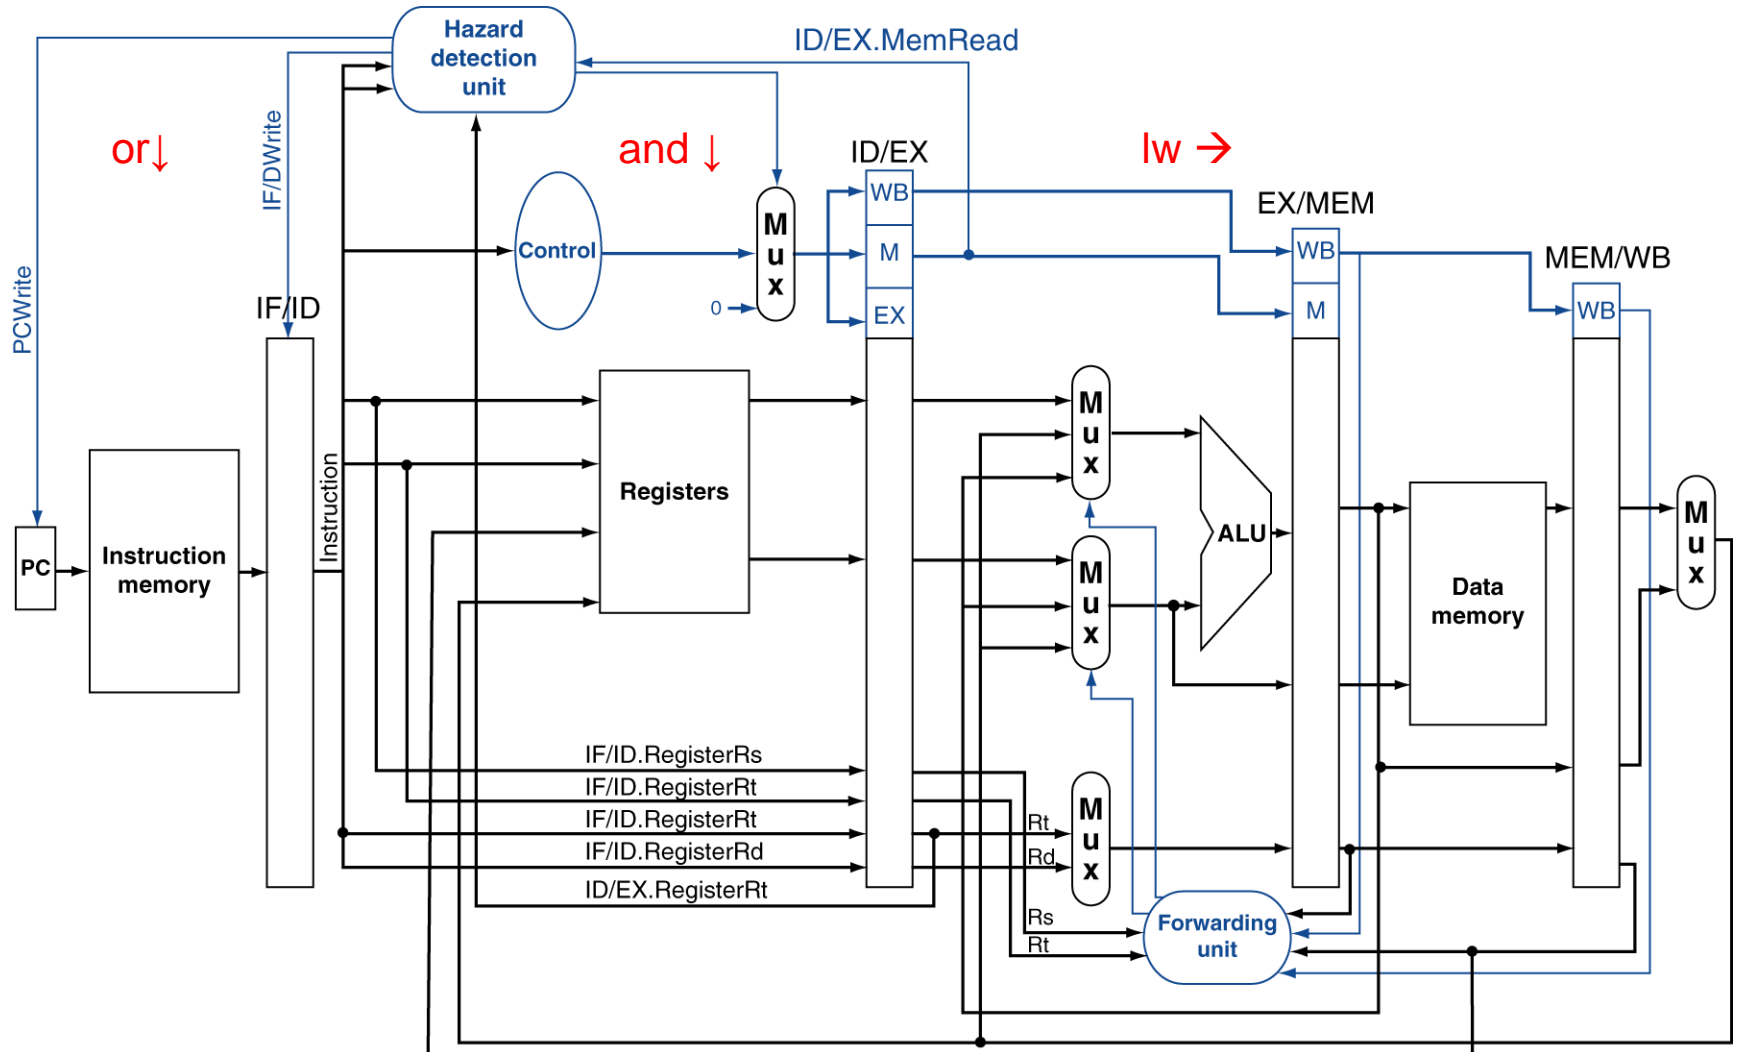 Hazard
detection
unit
ID/EX.MemRead
or↓
IF/DWrite
and ↓
lw →
ID/EX
WB
M
EX
EX/MEM
WB
M
MEM/WB
WB
PCWrite
Control
M
u
x
0
IF/ID
Instruction
PC
Instruction
memory
Registers
M
u
x
M
u
x
ALU
Data
memory
M
u
x
IF/ID.RegisterRs
IF/ID.RegisterRt
IF/ID.RegisterRt
IF/ID.RegisterRd
ID/EX.RegisterRt
Rt
Rd
M
u
x
Rs
Rt
Forwarding
unit